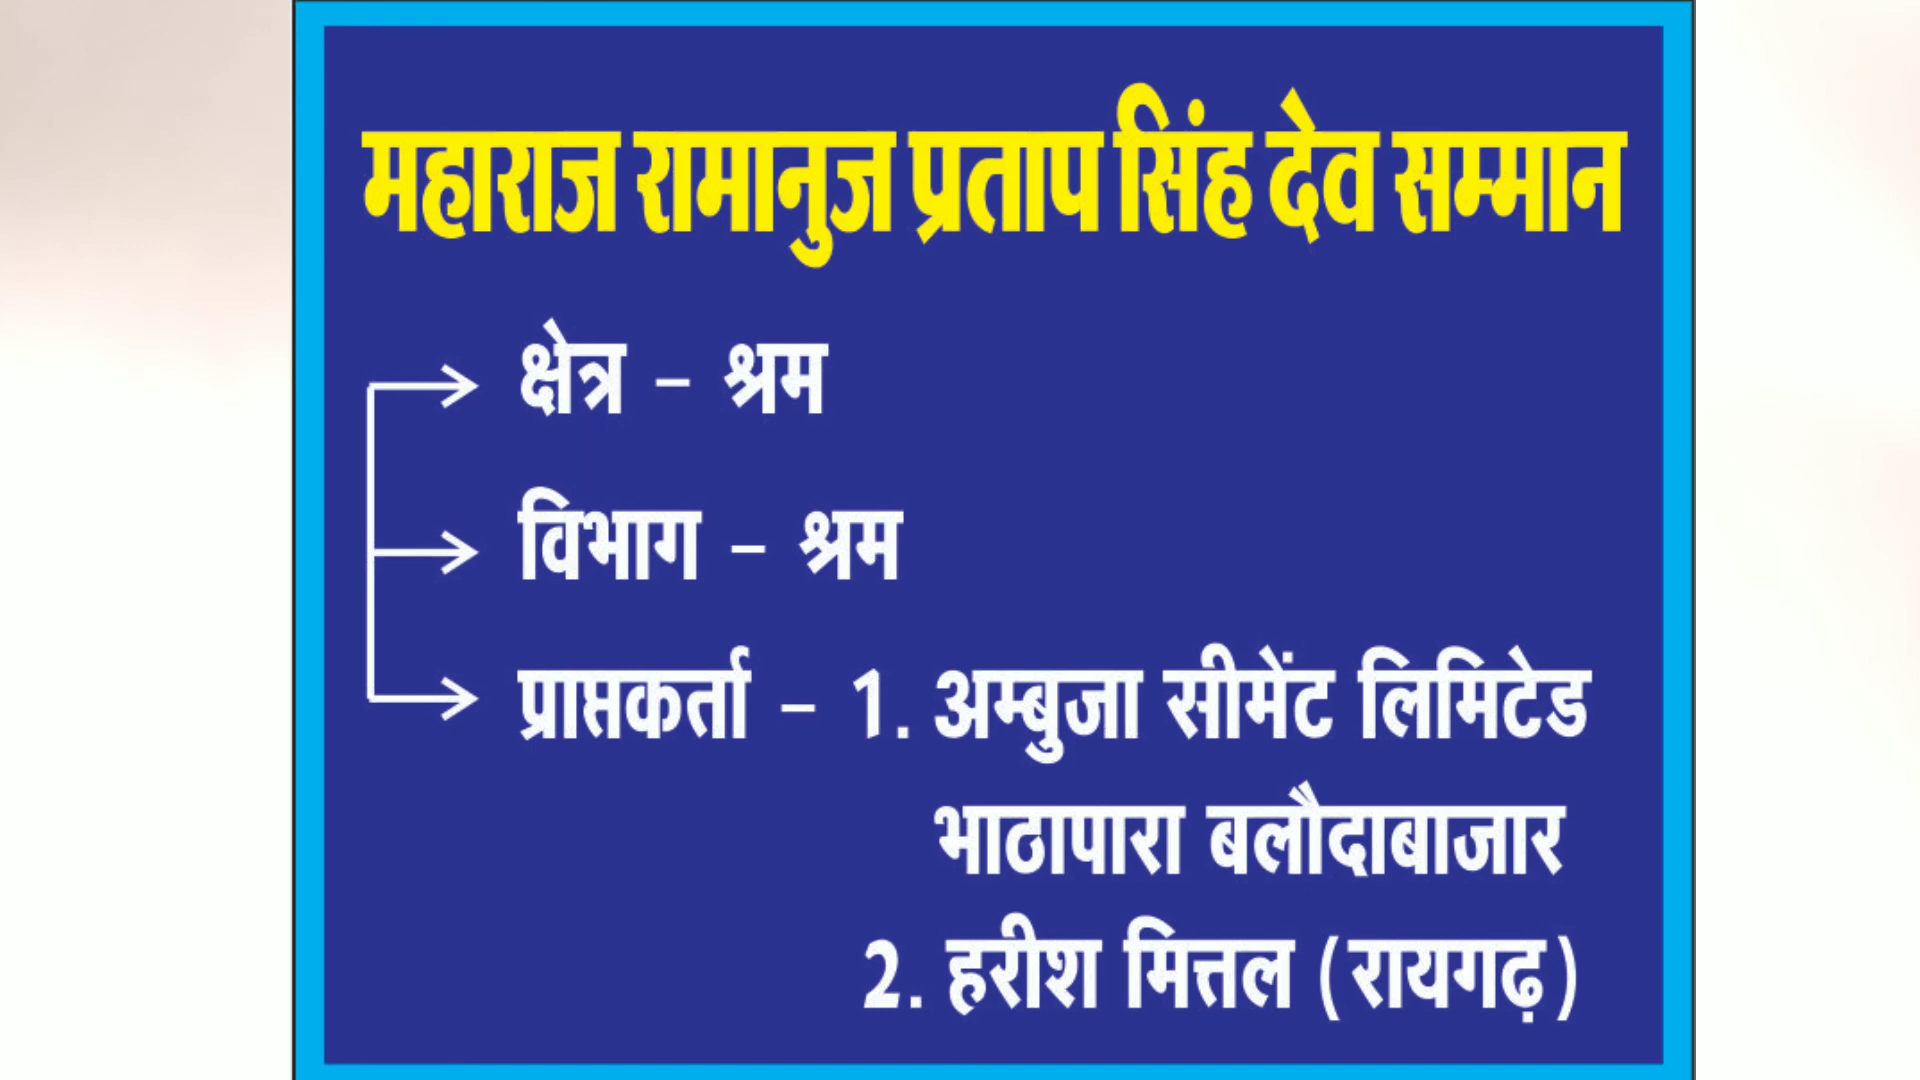 महाराज रामानुज प्रताप सिंह देव सम्मान
क्षेत्र – श्रम
विभाग – श्रम
प्राप्तकर्ता – 1. अम्बुजा सीमेंट लिमिटेड
भाठापारा बलौदाबाजार
2. हरीश मित्तल (रायगढ़)